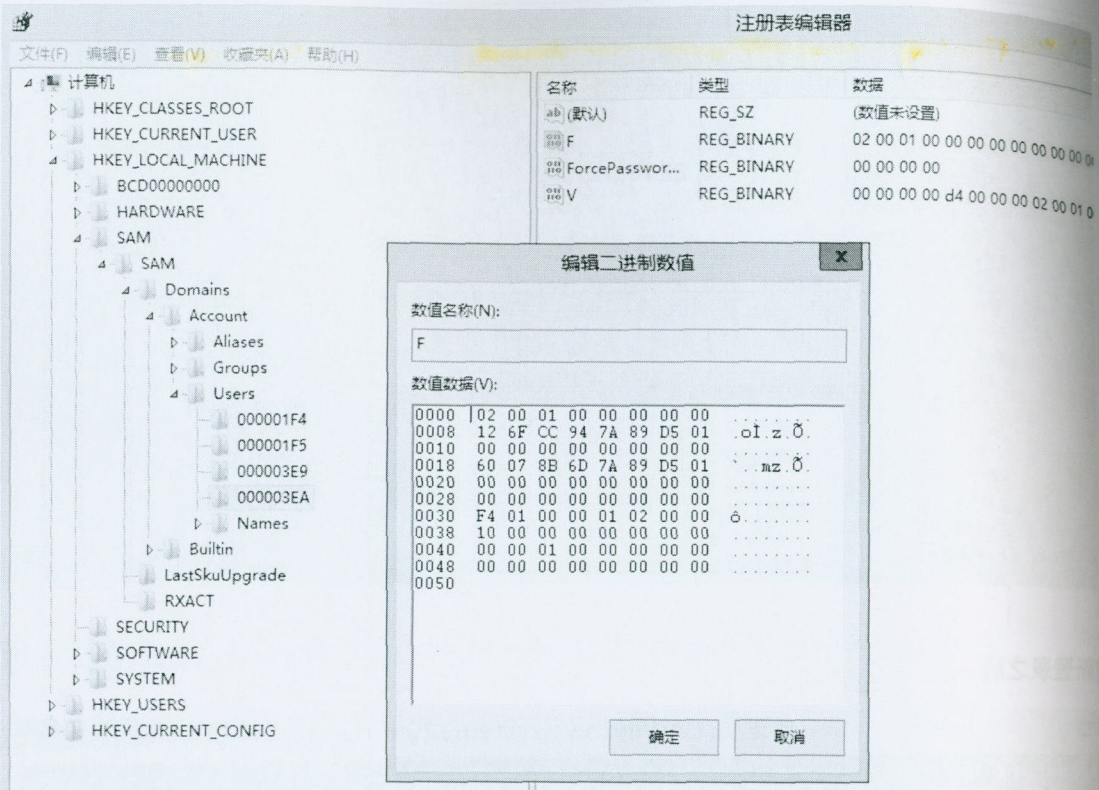 注册表编辑器
文件(F) 编辑(E) 查看(V) 收藏夹(A) 帮助(H)
计算机
HKEY_CLASSES_ROOT
HKEY_CURRENT_USER
HKEY_LOCAL_MACHINE
BCD00000000
HARDWARE
SAM
SAM
Domains
Account
Aliases
Groups
Users
000001F4
000001F5
000003E9
000003EA
Names
Builtin
LastSkuUpgrade
RXACT
SECURITY
SOFTWARE
SYSTEM
HKEY_USERS
HKEY_CURRENT_CONFIG
名称 类型 数据
(默认) REG_SZ (数值未设置)
F REG_BINARY 02 00 01 00 00 00 00 00 00 00 00
ForcePasswor... REG_BINARY 00 00 00 00
V REG_BINARY 00 00 00 00 d4 00 00 00 02 00 01 0
编辑二进制数值
x
数值名称(N):
F
数值数据(V):
0000 02 00 01 00 00 00 00 00 ........
0008 12 6F CC 94 7A 89 D5 01 .oÌ.z.Õ.
0010 00 00 00 00 00 00 00 00 ........
0018 60 07 8B 6D 7A 89 D5 01 `..mz.Õ.
0020 00 00 00 00 00 00 00 00 ........
0028 00 00 00 00 00 00 00 00 ........
0030 F4 01 00 00 01 02 00 00 ô.......
0038 10 00 00 00 00 00 00 00 ........
0040 00 00 01 00 00 00 00 00 ........
0048 00 00 00 00 00 00 00 00 ........
0050
确定 取消